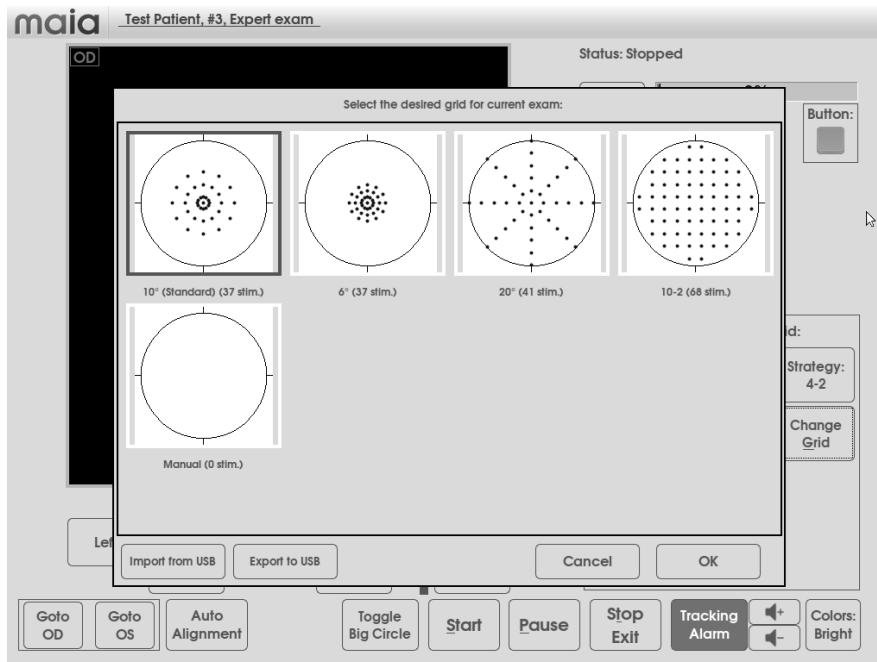 maia
Test Patient, #3, Expert exam
OD
Status: Stopped
Select the desired grid for current exam:
Button:
10° (Standard) (37 stim.)
6° (37 stim.)
20° (41 stim.)
10-2 (68 stim.)
Strategy:
4-2
Change
Grid
Manual (0 stim.)
Import from USB
Export to USB
Cancel
OK
Goto
OD
Goto
OS
Auto
Alignment
Toggle
Big Circle
Start
Pause
Stop
Exit
Tracking
Alarm
+
-
Colors:
Bright